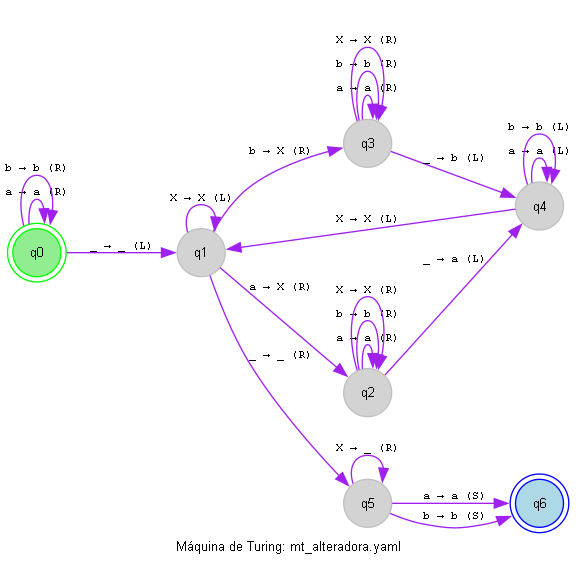 X → X (R)
b → b (R)
a → a (R)
q3
b → X (R)
_ → b (L)
b → b (L)
a → a (L)
q4
b → b (R)
a → a (R)
q0
_ → _ (L)
X → X (L)
q1
X → X (L)
a → X (R)
_ → a (L)
X → X (R)
b → b (R)
a → a (R)
q2
_ → _ (R)
X → _ (R)
q5
a → a (S)
b → b (S)
q6
Máquina de Turing: mt_alteradora.yaml